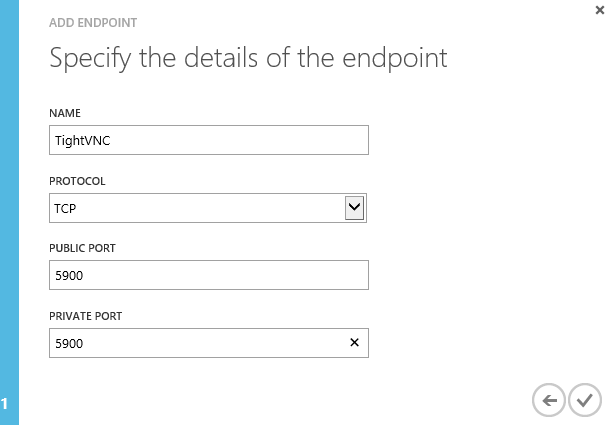 ADD ENDPOINT
Specify the details of the endpoint
NAME
TightVNC
PROTOCOL
TCP
PUBLIC PORT
5900
PRIVATE PORT
5900
1